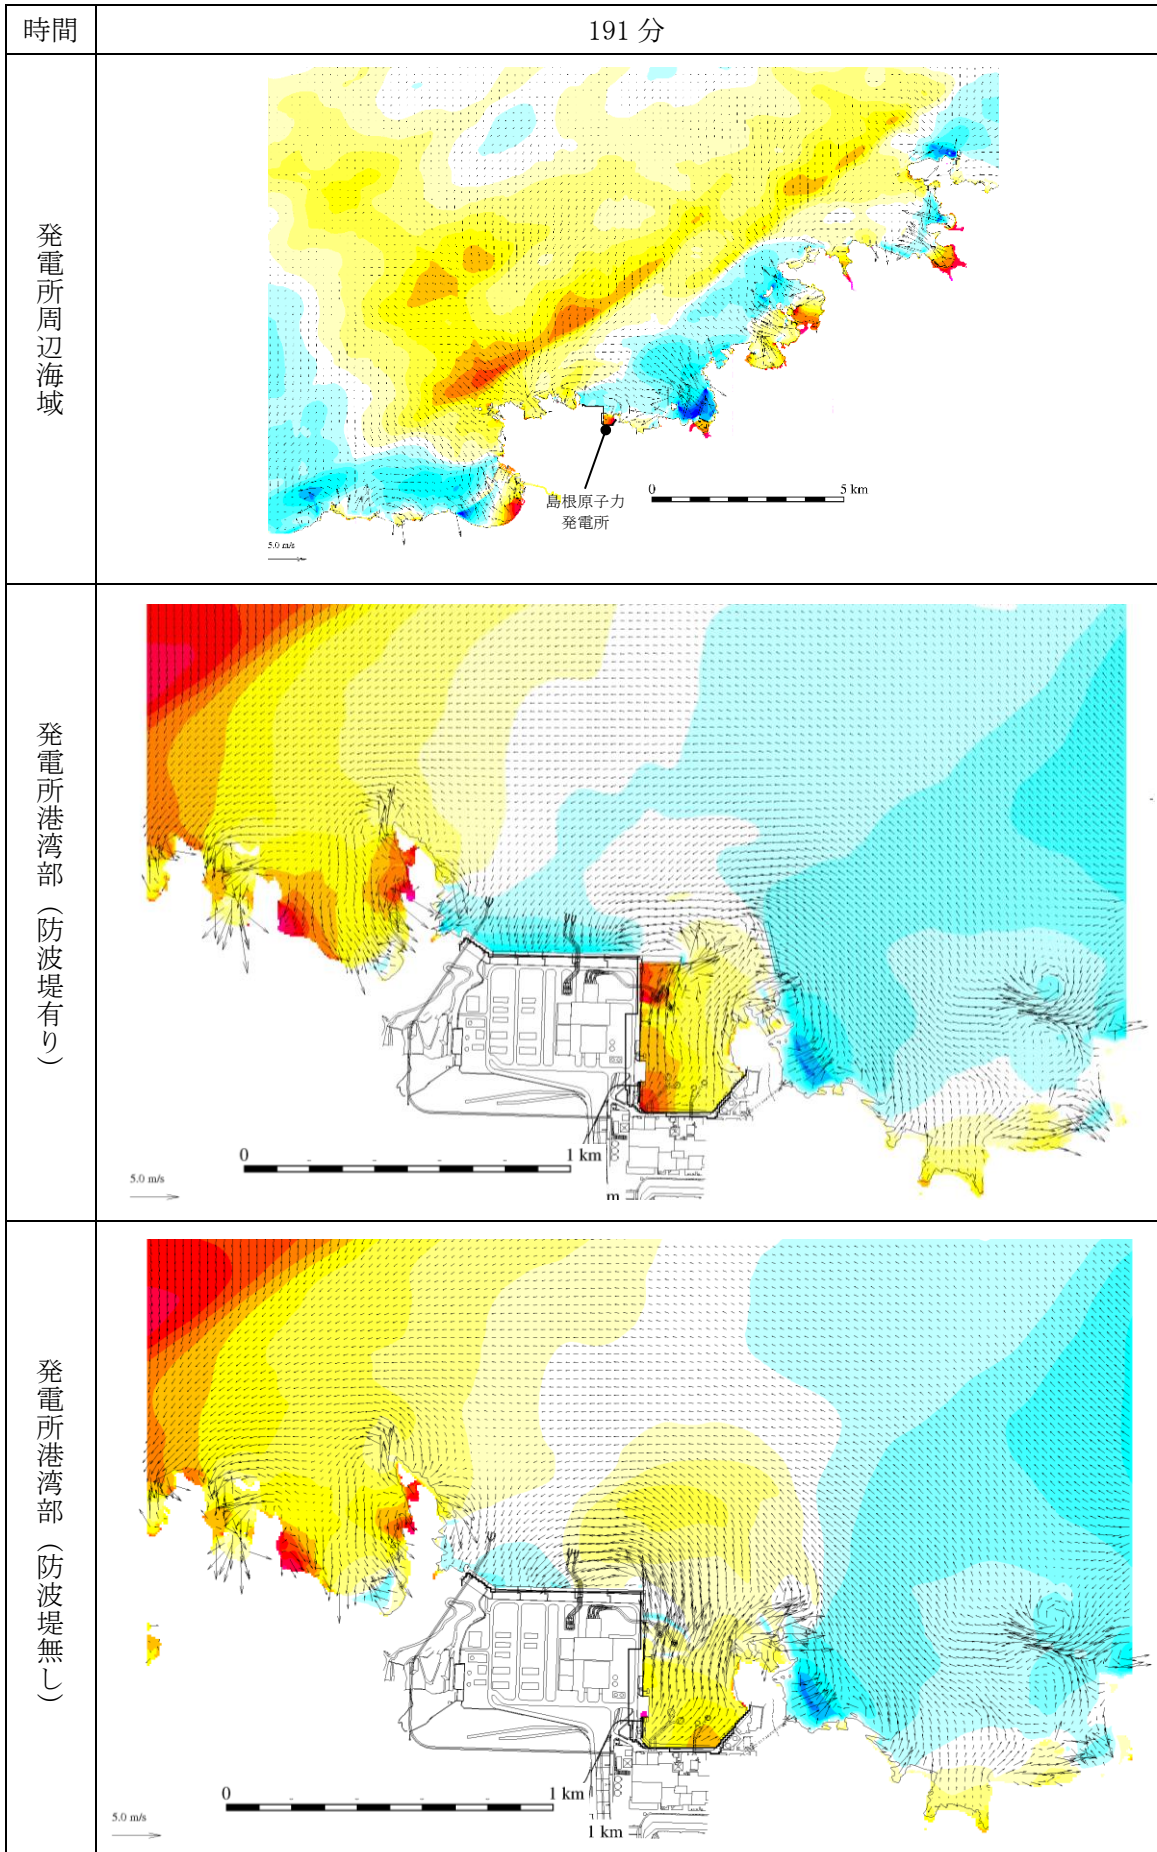 時間
191 分
発電所周辺海域
島根原子力
発電所
0
5 km
5.0 m/s
発電所港湾部（防波堤有り）
0
1 km
5.0 m/s
m
発電所港湾部（防波堤無し）
0
1 km
5.0 m/s
1 km